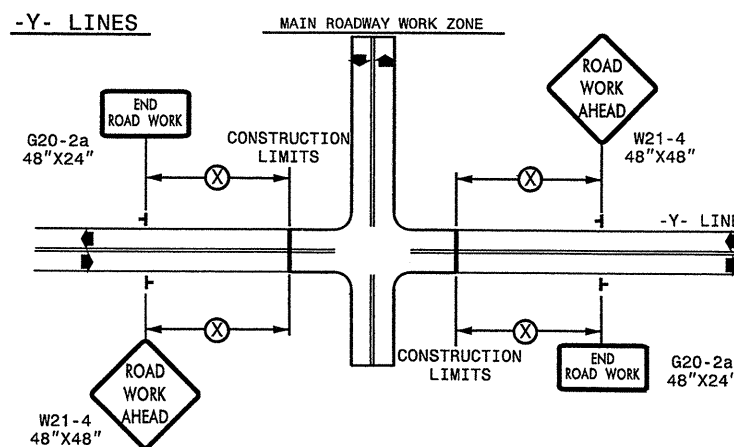 -Y- LINES
MAIN ROADWAY WORK ZONE
END
ROAD WORK
G20-2a
48"X24"
CONSTRUCTION
LIMITS
ROAD
WORK
AHEAD
W21-4
48"X48"
X
X
-Y- LINE
X
X
ROAD
WORK
AHEAD
W21-4
48"X48"
CONSTRUCTION
LIMITS
END
ROAD WORK
G20-2a
48"X24"